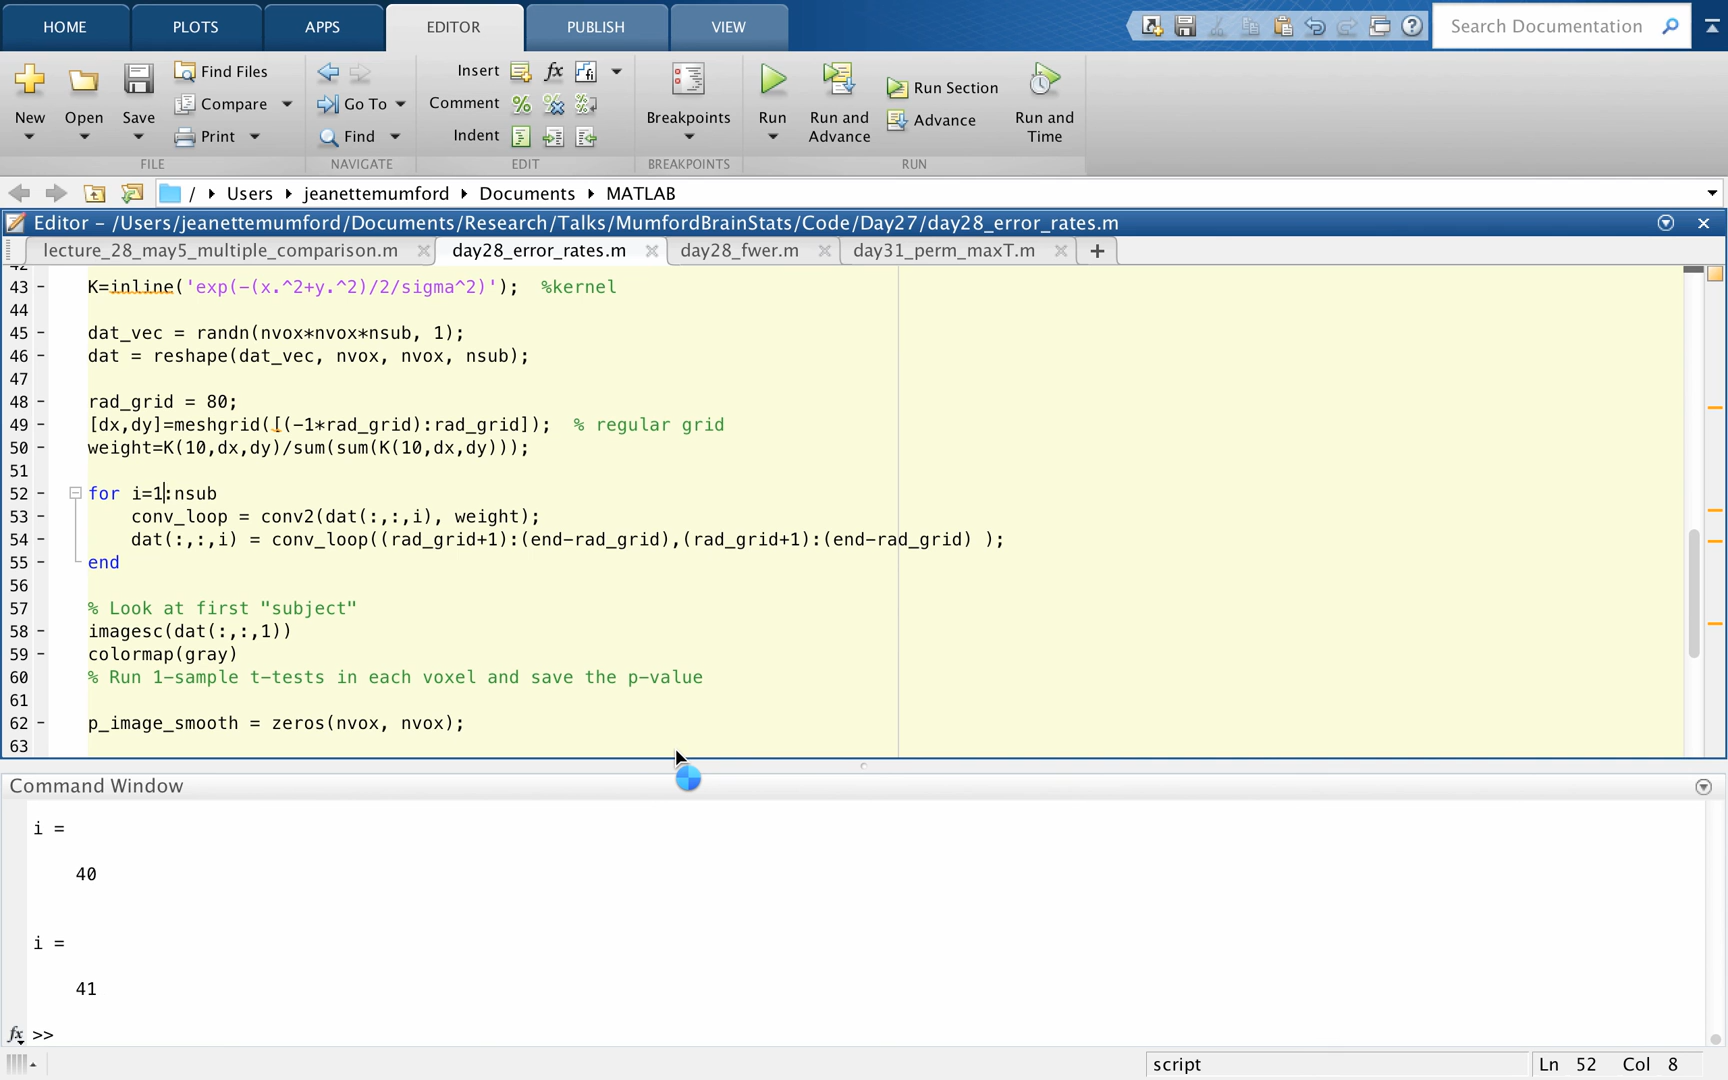 HOME PLOTS APPS EDITOR PUBLISH VIEW Search Documentation
New Open Save Find Files Compare Print
FILE
Go To Find
NAVIGATE
Insert fx
Comment
Indent
EDIT
Breakpoints
BREAKPOINTS
Run Run and Advance Run Section Advance Run and Time
RUN
/ Users jeanettemumford Documents MATLAB
Editor - /Users/jeanettemumford/Documents/Research/Talks/MumfordBrainStats/Code/Day27/day28_error_rates.m
lecture_28_may5_multiple_comparison.m day28_error_rates.m day28_fwer.m day31_perm_maxT.m +
43 - K=inline('exp(-(x.^2+y.^2)/2/sigma^2)'); %kernel
44
45 - dat_vec = randn(nvox*nvox*nsub, 1);
46 - dat = reshape(dat_vec, nvox, nvox, nsub);
47
48 - rad_grid = 80;
49 - [dx,dy]=meshgrid([(-1*rad_grid):rad_grid]); % regular grid
50 - weight=K(10,dx,dy)/sum(sum(K(10,dx,dy)));
51
52 - for i=1:nsub
53 - conv_loop = conv2(dat(:,:,i), weight);
54 - dat(:,:,i) = conv_loop((rad_grid+1):(end-rad_grid),(rad_grid+1):(end-rad_grid) );
55 - end
56
57 % Look at first "subject"
58 - imagesc(dat(:,:,1))
59 - colormap(gray)
60 % Run 1-sample t-tests in each voxel and save the p-value
61
62 - p_image_smooth = zeros(nvox, nvox);
63
Command Window
i =
40
i =
41
fx >>
script Ln 52 Col 8